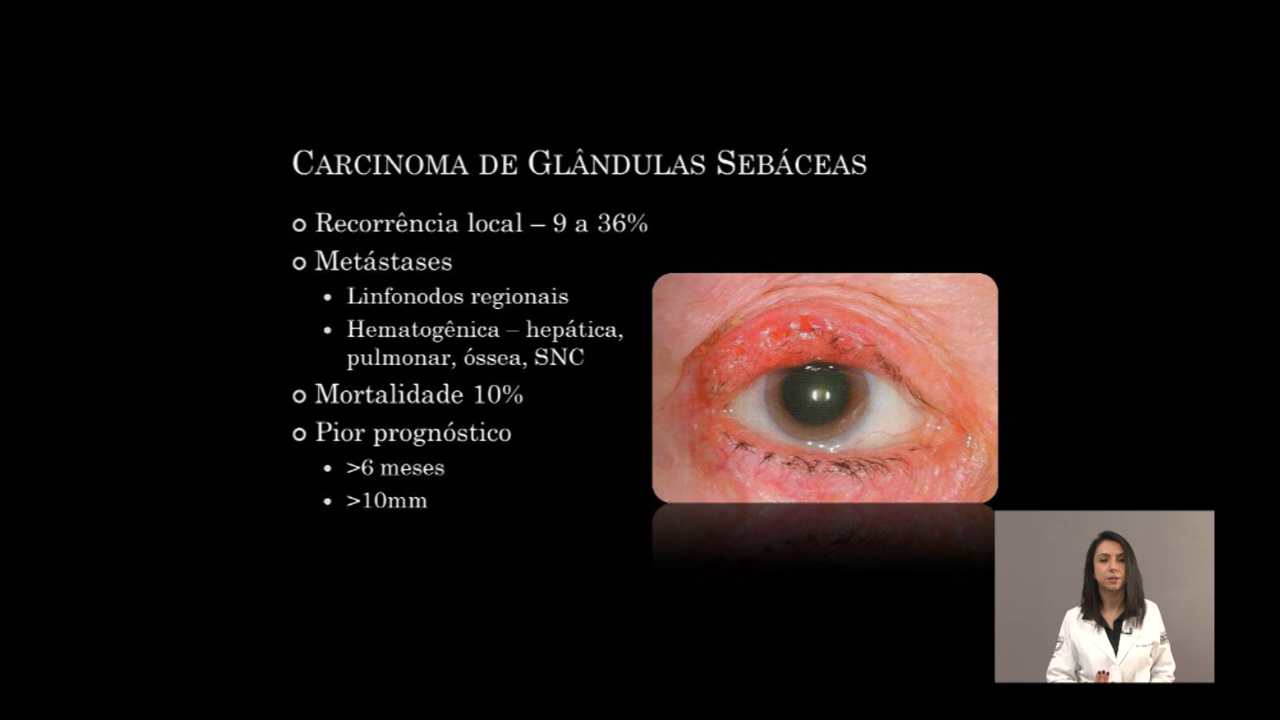 CARCINOMA DE GLÂNDULAS SEBÁCEAS
Recorrência local – 9 a 36%
Metástases
Linfonodos regionais
Hematogênica – hepática,
pulmonar, óssea, SNC
Mortalidade 10%
Pior prognóstico
>6 meses
>10mm